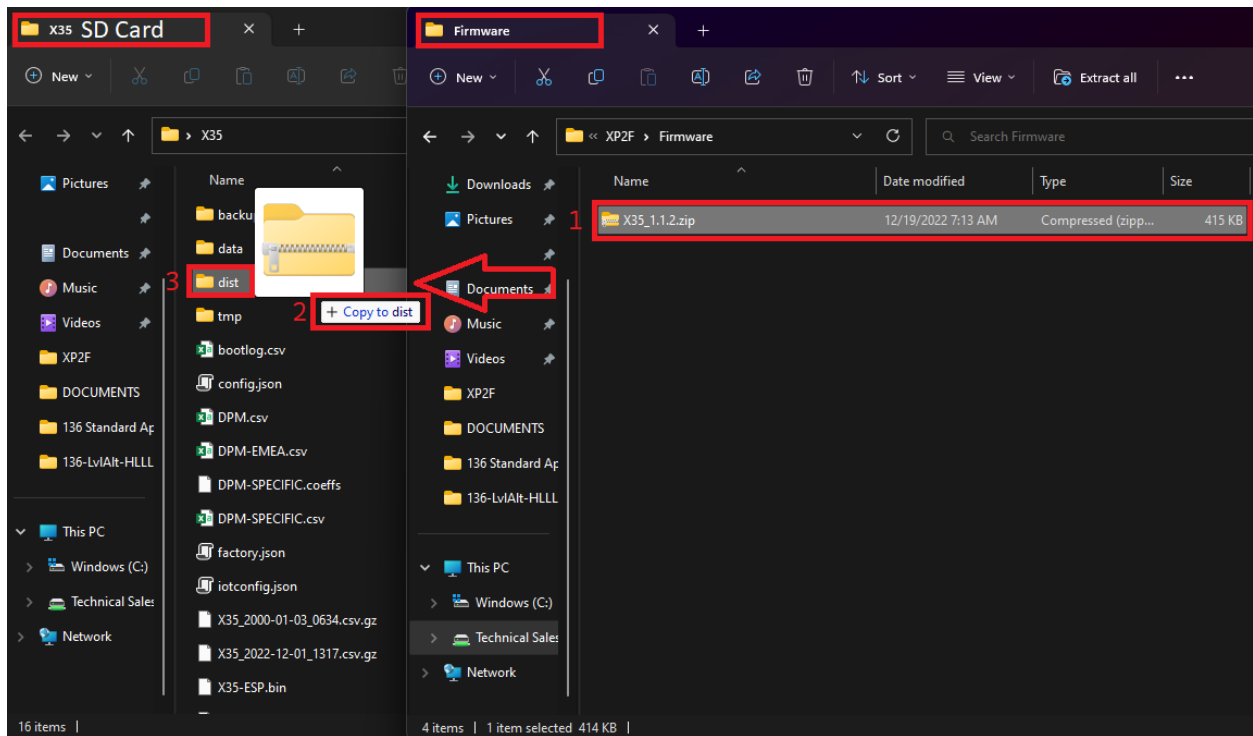 X35 SD Card
New
X35
Pictures
Documents
Music
Videos
XP2F
DOCUMENTS
136 Standard Ap
136-LvlAlt-HLLL
This PC
Windows (C:)
Technical Sales
Network
Name
backu
data
3 dist
tmp
bootlog.csv
config.json
DPM.csv
DPM-EMEA.csv
DPM-SPECIFIC.coeffs
DPM-SPECIFIC.csv
factory.json
iotconfig.json
X35_2000-01-03_0634.csv.gz
X35_2022-12-01_1317.csv.gz
X35-ESP.bin
16 items
2 + Copy to dist
Firmware
New Sort View Extract all
« XP2F > Firmware
Search Firmware
Downloads
Pictures
Documents
Music
Videos
XP2F
DOCUMENTS
136 Standard Ap
136-LvlAlt-HLLL
This PC
Windows (C:)
Technical Sales
Network
Name Date modified Type Size
1 X35_1.1.2.zip 12/19/2022 7:13 AM Compressed (zipp... 415 KB
4 items 1 item selected 414 KB